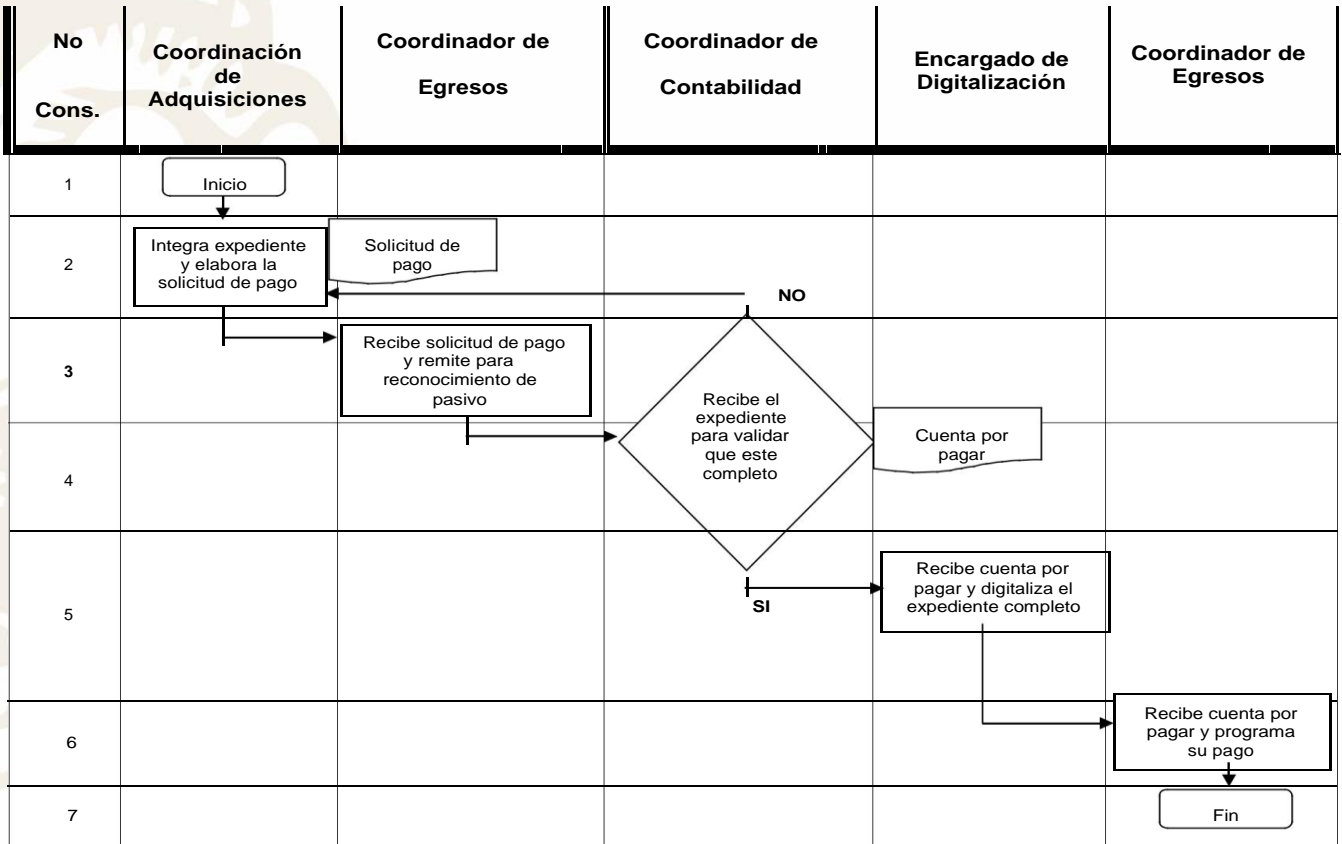 No
Cons.
Coordinación
de
Adquisiciones
Coordinador de
Egresos
Coordinador de
Contabilidad
Encargado de
Digitalización
Coordinador de
Egresos
1
Inicio
2
Integra expediente
y elabora la
solicitud de pago
Solicitud de
pago
NO
3
Recibe solicitud de pago
y remite para
reconocimiento de
pasivo
4
Recibe el
expediente
para validar
que este
completo
Cuenta por
pagar
5
SI
Recibe cuenta por
pagar y digitaliza el
expediente completo
6
Recibe cuenta por
pagar y programa
su pago
7
Fin